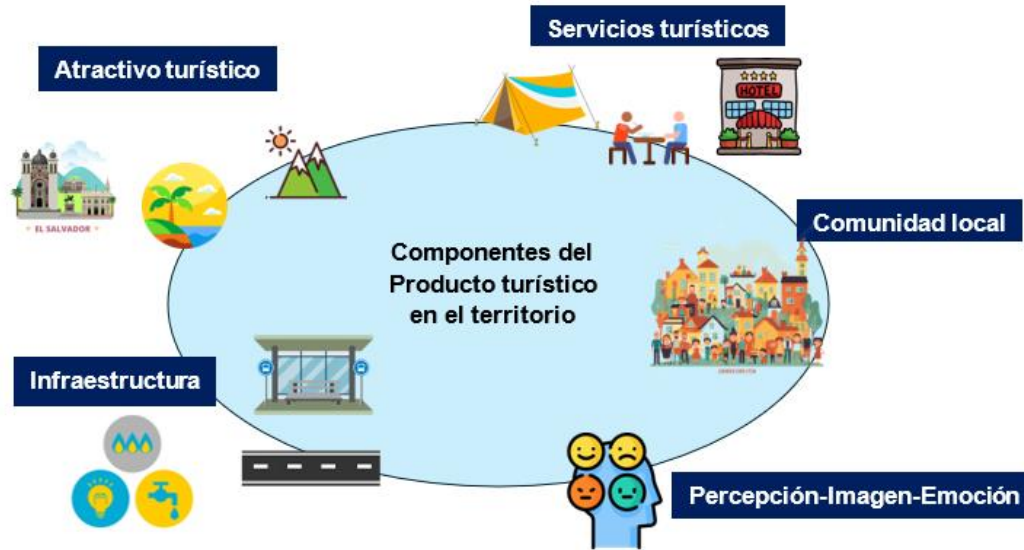 Servicios turísticos
Atractivo turístico
HOTEL
EL SALVADOR
Comunidad local
Componentes del
Producto turístico
en el territorio
Infraestructura
Percepción-Imagen-Emoción